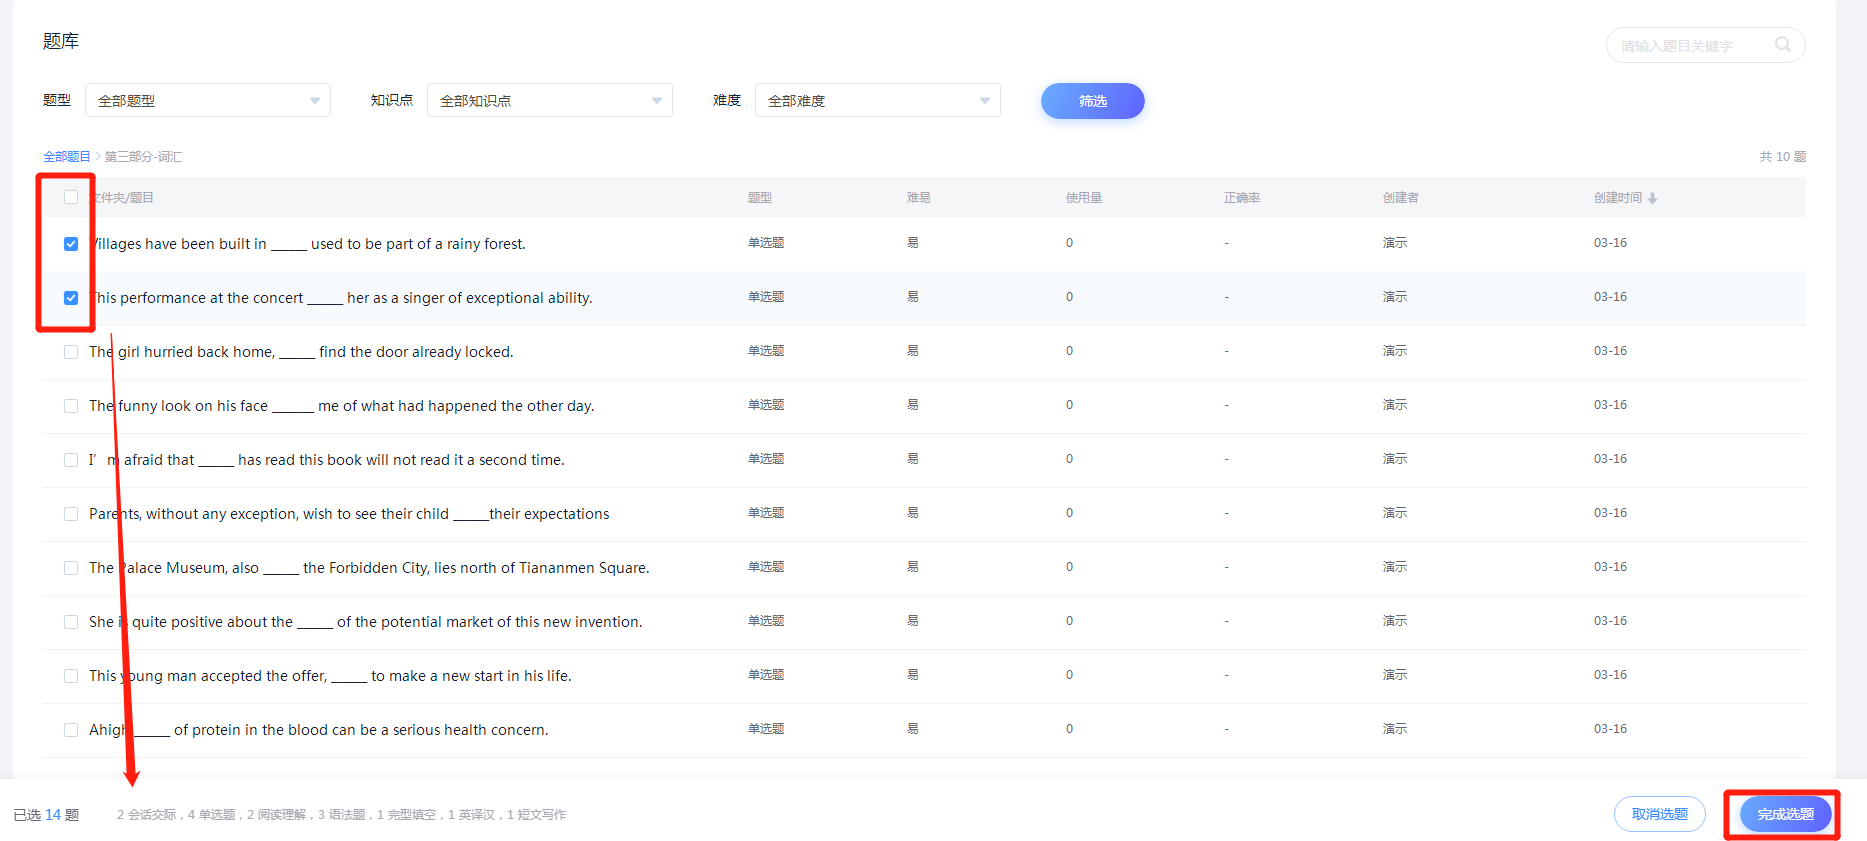 题库
请输入题目关键字
题型 全部题型 知识点 全部知识点 难度 全部难度 筛选
全部题目 > 第三部分-词汇 共 10 题
文件夹/题目 题型 难易 使用量 正确率 创建者 创建时间
Villages have been built in ______ used to be part of a rainy forest. 单选题 易 0 - 演示 03-16
This performance at the concert ______ her as a singer of exceptional ability. 单选题 易 0 - 演示 03-16
The girl hurried back home, ______ find the door already locked. 单选题 易 0 - 演示 03-16
The funny look on his face _______ me of what had happened the other day. 单选题 易 0 - 演示 03-16
I’m afraid that ______ has read this book will not read it a second time. 单选题 易 0 - 演示 03-16
Parents, without any exception, wish to see their child ______their expectations 单选题 易 0 - 演示 03-16
The Palace Museum, also ______ the Forbidden City, lies north of Tiananmen Square. 单选题 易 0 - 演示 03-16
She is quite positive about the ______ of the potential market of this new invention. 单选题 易 0 - 演示 03-16
This young man accepted the offer, ______ to make a new start in his life. 单选题 易 0 - 演示 03-16
Ahigh ______ of protein in the blood can be a serious health concern. 单选题 易 0 - 演示 03-16
已选 14 题 2 会话交际，4 单选题，2 阅读理解，3 语法题，1 完型填空，1 英译汉，1 短文写作 取消选题 完成选题